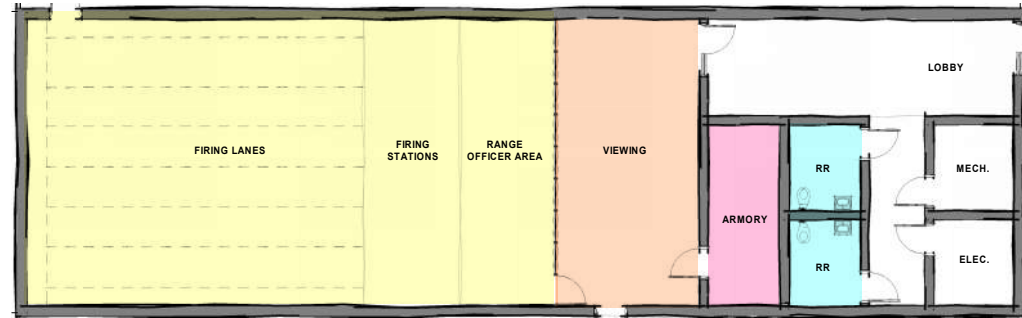 LOBBY
FIRING LANES
FIRING
STATIONS
RANGE
OFFICER AREA
VIEWING
RR
MECH.
ARMORY
RR
ELEC.